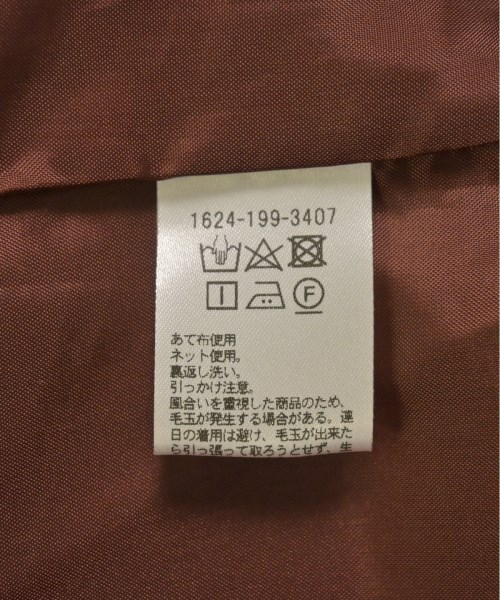 1624-199-3407
F
あて布使用
ネット使用。
裏返し洗い。
引っかけ注意。
風合いを重視した商品のため、
毛玉が発生する場合がある。連
日の着用は避け、毛玉が出来た
ら引っ張って取ろうとせず、生